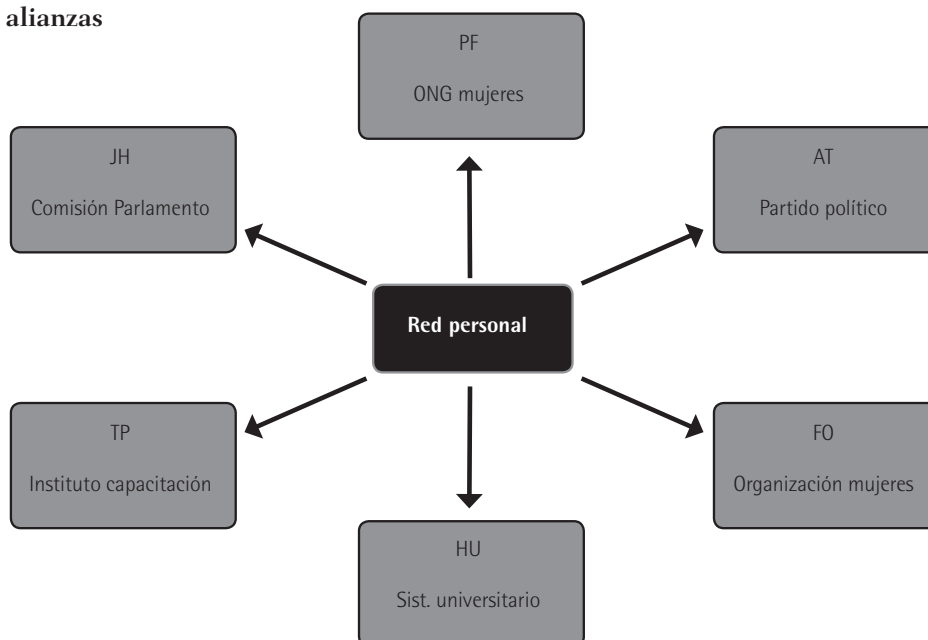 alianzas
PF
ONG mujeres
JH
Comisión Parlamento
AT
Partido político
Red personal
TP
Instituto capacitación
FO
Organización mujeres
HU
Sist. universitario